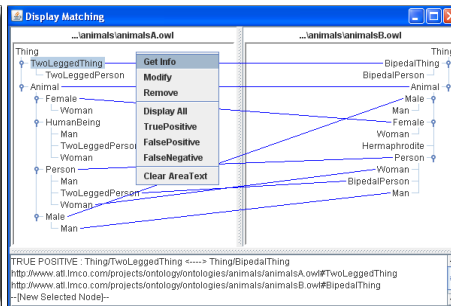 Display Matching
...\animals\animalsA.owl
...\animals\animalsB.owl
Thing
TwoLeggedThing
TwoLeggedPerson
Animal
Female
Woman
HumanBeing
Man
TwoLeggedPerson
Woman
Person
Man
TwoLeggedPerson
Woman
Male
Man
Get Info
Modify
Remove
Display All
TruePositive
FalsePositive
FalseNegative
Clear AreaText
Thing
BipedalThing
BipedalPerson
Animal
Male
Man
Female
Woman
Hermaphrodite
Person
Woman
BipedalPerson
Man
TRUE POSITIVE : Thing/TwoLeggedThing <----> Thing/BipedalThing
http://www.atl.lmco.com/projects/ontology/ontologies/animals/animalsA.owl#TwoLeggedThing
http://www.atl.lmco.com/projects/ontology/ontologies/animals/animalsB.owl#BipedalThing
--[New Selected Node]--